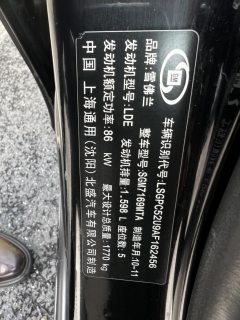 车辆识别代号: LSGPC52U9AF162456
品牌: 雪佛兰 整车型号: SGM7169MTA 制造年月: 10-11
发动机型号: LDE 发动机排量: 1.598 L 座位数: 5
发动机额定功率: 86 kW 最大设计总质量: 1770 kg
中国 上海通用(沈阳)北盛汽车有限公司制造